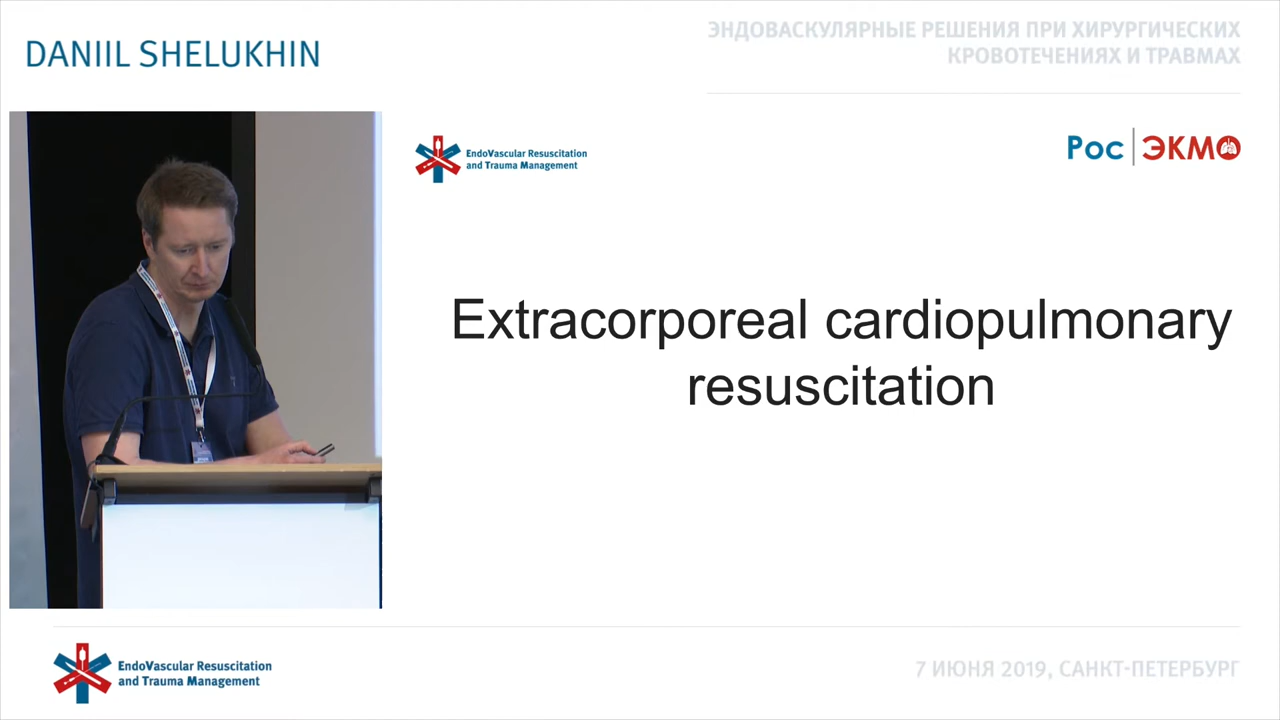 DANIIL SHELUKHIN
ЭНДОВАСКУЛЯРНЫЕ РЕШЕНИЯ ПРИ ХИРУРГИЧЕСКИХ
КРОВОТЕЧЕНИЯХ И ТРАВМАХ
EndoVascular Resuscitation
and Trauma Management
Рос ЭКМО
Extracorporeal cardiopulmonary
resuscitation
EndoVascular Resuscitation
and Trauma Management
7 ИЮНЯ 2019, САНКТ-ПЕТЕРБУРГ